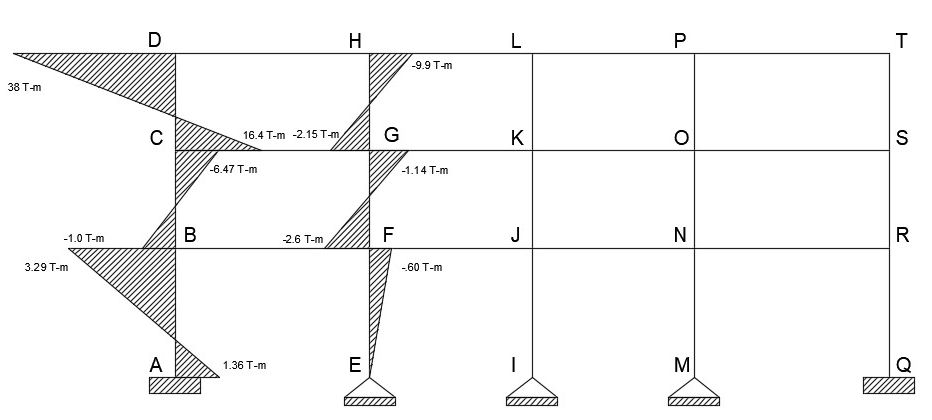 D H L P T
-9.9 T-m
38 T-m
C 16.4 T-m -2.15 T-m G K O S
-6.47 T-m -1.14 T-m
-1.0 T-m B -2.6 T-m F J N R
3.29 T-m -.60 T-m
A 1.36 T-m E I M Q